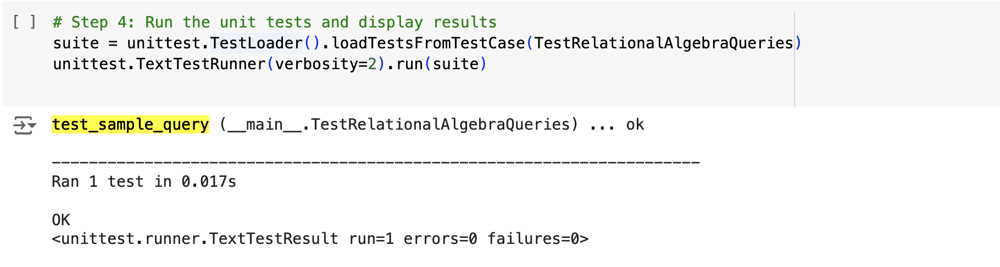 [ ] # Step 4: Run the unit tests and display results
suite = unittest.TestLoader().loadTestsFromTestCase(TestRelationalAlgebraQueries)
unittest.TextTestRunner(verbosity=2).run(suite)
test_sample_query (__main__.TestRelationalAlgebraQueries) ... ok
----------------------------------------------------------------------
Ran 1 test in 0.017s
OK
<unittest.runner.TextTestResult run=1 errors=0 failures=0>